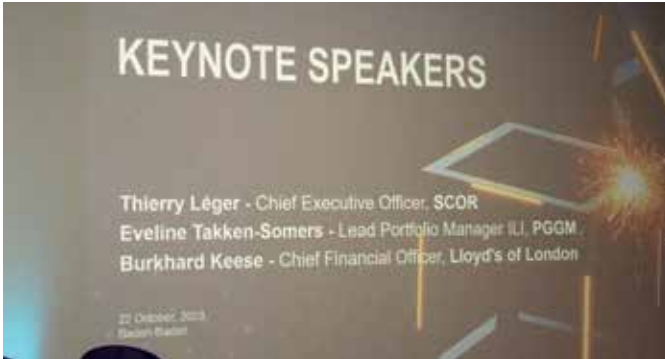 KEYNOTE SPEAKERS
Thierry Léger - Chief Executive Officer, SCOR
Eveline Takken-Somers - Lead Portfolio Manager ILI, PGGM
Burkhard Keese - Chief Financial Officer, Lloyd's of London
22 October, 2023
Baden-Baden